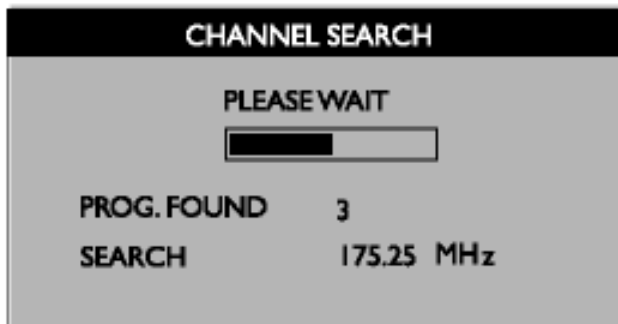 CHANNEL SEARCH
PLEASE WAIT
PROG. FOUND 3
SEARCH 175.25 MHz